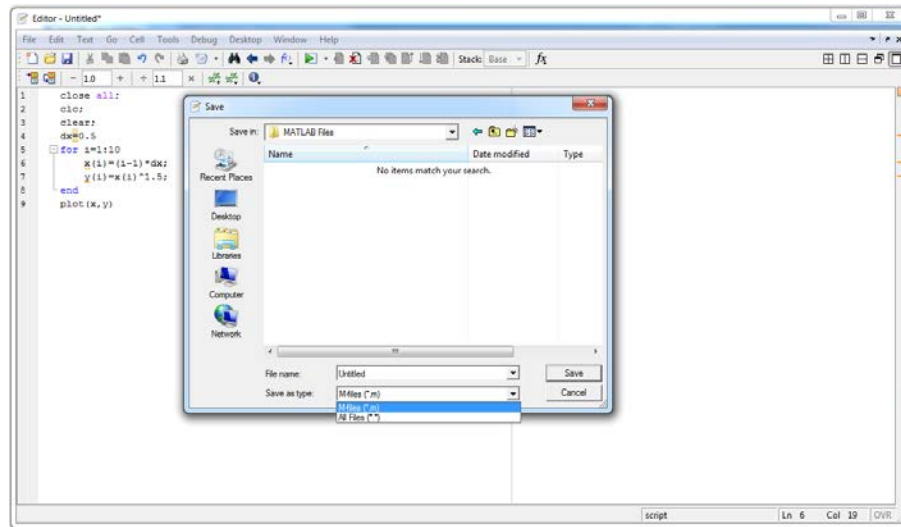 Editor - Untitled*
File Edit Text Go Cell Tools Debug Desktop Window Help
Stack: Base fx
- 1.0 + ÷ 1.1 ×
1 close all;
2 clc;
3 clear;
4 dx=0.5
5 for i=1:10
6 x(i)=(i-1)*dx;
7 y(i)=x(i)^1.5;
8 end
9 plot(x,y)
Save
Save in: MATLAB Files
Name Date modified Type
No items match your search.
Recent Places
Desktop
Libraries
Computer
Network
File name: Untitled Save
Save as type: M-files (*.m) Cancel
M-files (*.m)
All Files (*.*)
script Ln 6 Col 19 OVR